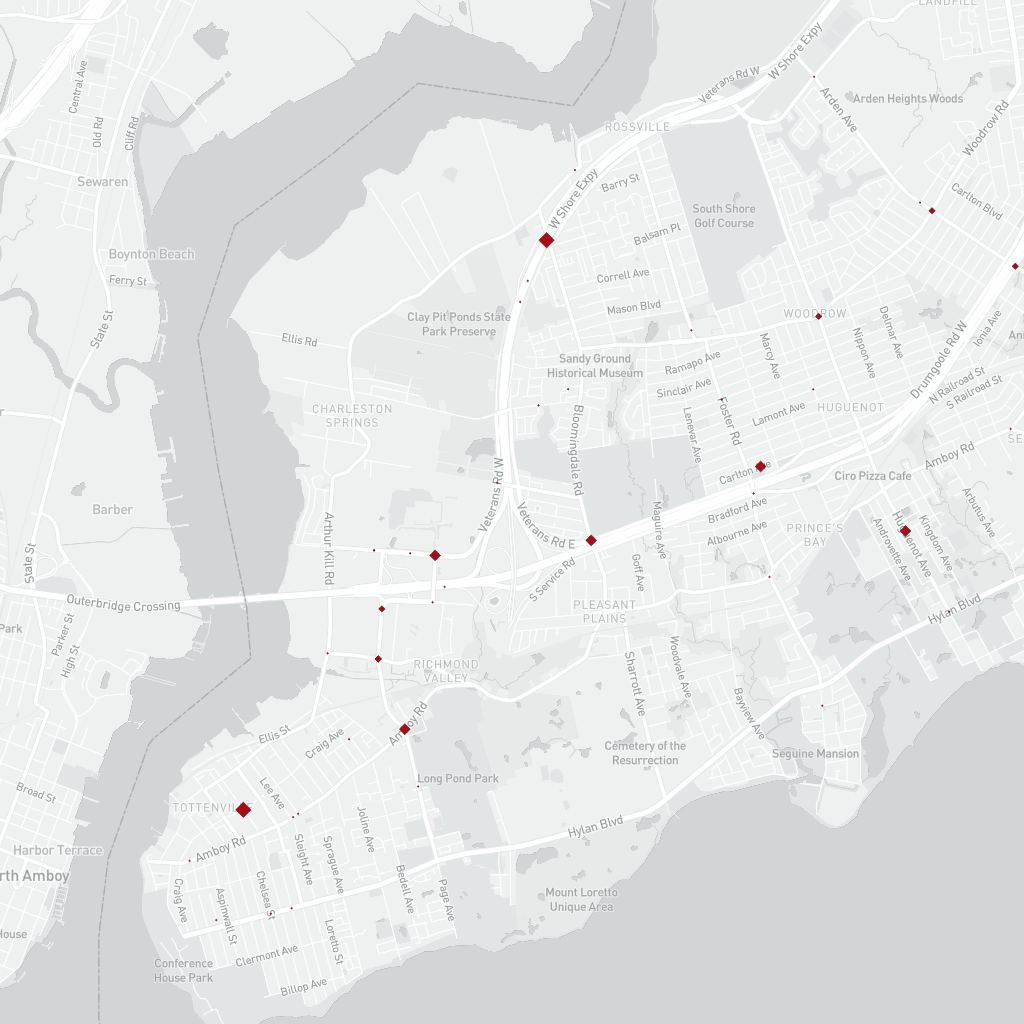 LANDFILL
W Shore Expy
Veterans Rd W
Central Ave
Arden Heights Woods
Arden Ave
Woodrow Rd
Old Rd
Cliff Rd
ROSSVILLE
Sewaren
Barry St
W Shore Expy
Carlton Blvd
South Shore
Golf Course
Balsam Pl
Boynton Beach
Ferry St
Correll Ave
Mason Blvd
State St
Clay Pit Ponds State
Park Preserve
WOODROW
Ionia Ave
Ellis Rd
Delmar Ave
Nippon Ave
Marcy Ave
Drumgoole Rd W
Sandy Ground
Historical Museum
Ramapo Ave
Sinclair Ave
N Railroad St
S Railroad St
CHARLESTON
SPRINGS
Bloomingdale Rd
Lenevar Ave
Foster Rd
Lamont Ave
HUGUENOT
SE
Amboy Rd
Carlton Ave
Ciro Pizza Cafe
Veterans Rd W
Barber
Bradford Ave
Arbutus Ave
Maguire Ave
Arthur Kill Rd
Veterans Rd E
Albourne Ave
PRINCE'S
BAY
Huguenot Ave
Kingdom Ave
Androvette Ave
State St
S Service Rd
Goff Ave
Outerbridge Crossing
Park
Parker St
High St
PLEASANT
PLAINS
Hylan Blvd
RICHMOND
VALLEY
Sharrott Ave
Woodvale Ave
Bayview Ave
Ellis St
Craig Ave
Amboy Rd
Cemetery of the
Resurrection
Seguine Mansion
Long Pond Park
Broad St
Lee Ave
TOTTENVILLE
Joline Ave
Hylan Blvd
Harbor Terrace
Amboy Rd
Sleight Ave
Sprague Ave
rth Amboy
Craig Ave
Aspinwall St
Chelsea St
Bedell Ave
Page Ave
Mount Loretto
Unique Area
House
Loretto St
Clermont Ave
Conference
House Park
Billop Ave